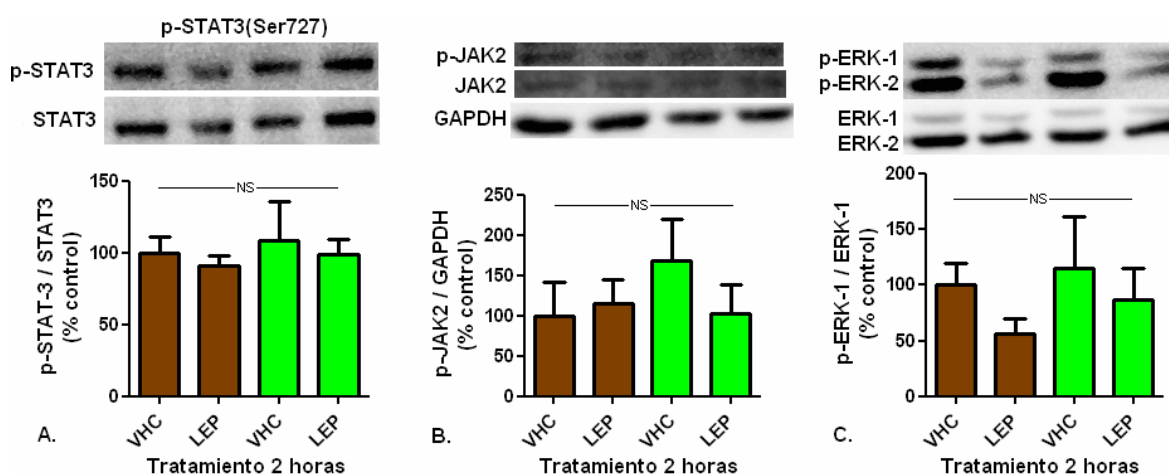 p-STAT3(Ser727)
p-STAT3
STAT3
p-STAT-3 / STAT3
(% control)
150
100
50
0
NS
VHC
LEP
VHC
LEP
A.
Tratamiento 2 horas
p-JAK2
JAK2
GAPDH
p-JAK2 / GAPDH
(% control)
250
200
150
100
50
0
NS
VHC
LEP
VHC
LEP
B.
Tratamiento 2 horas
p-ERK-1
p-ERK-2
ERK-1
ERK-2
p-ERK-1 / ERK-1
(% control)
200
150
100
50
0
NS
VHC
LEP
VHC
LEP
C.
Tratamiento 2 horas